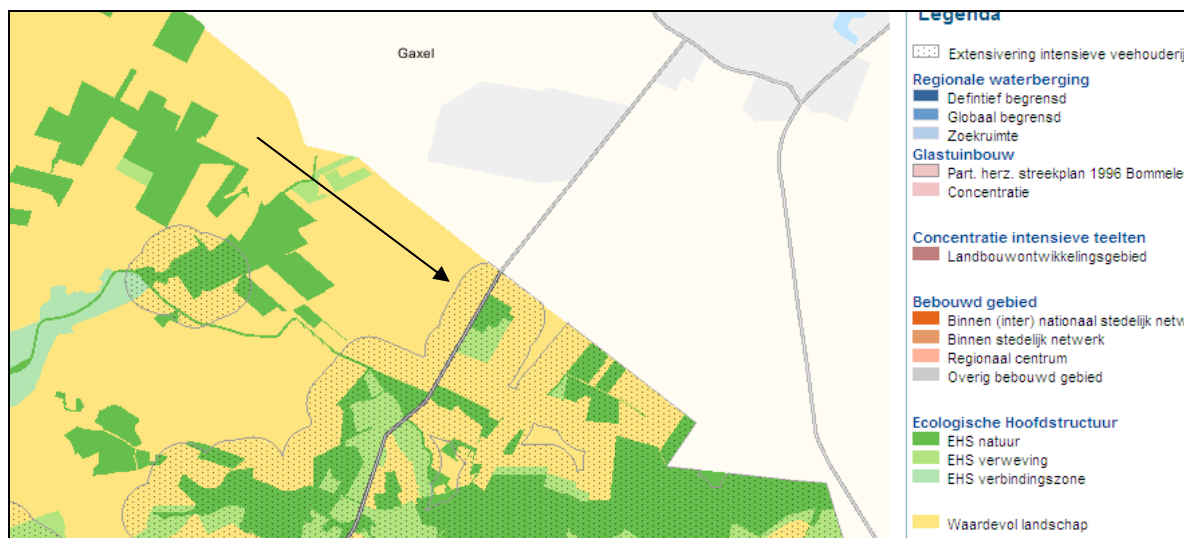 Gaxel
Legenda
Extensivering intensieve veehouderij
Regionale waterberging
Defintief begrensd
Globaal begrensd
Zoekruimte
Glastuinbouw
Part. herz. streekplan 1996 Bommele
Concentratie
Concentratie intensieve teelten
Landbouwontwikkelingsgebied
Bebouwd gebied
Binnen (inter) nationaal stedelijk netw
Binnen stedelijk netwerk
Regionaal centrum
Overig bebouwd gebied
Ecologische Hoofdstructuur
EHS natuur
EHS verweving
EHS verbindingszone
Waardevol landschap